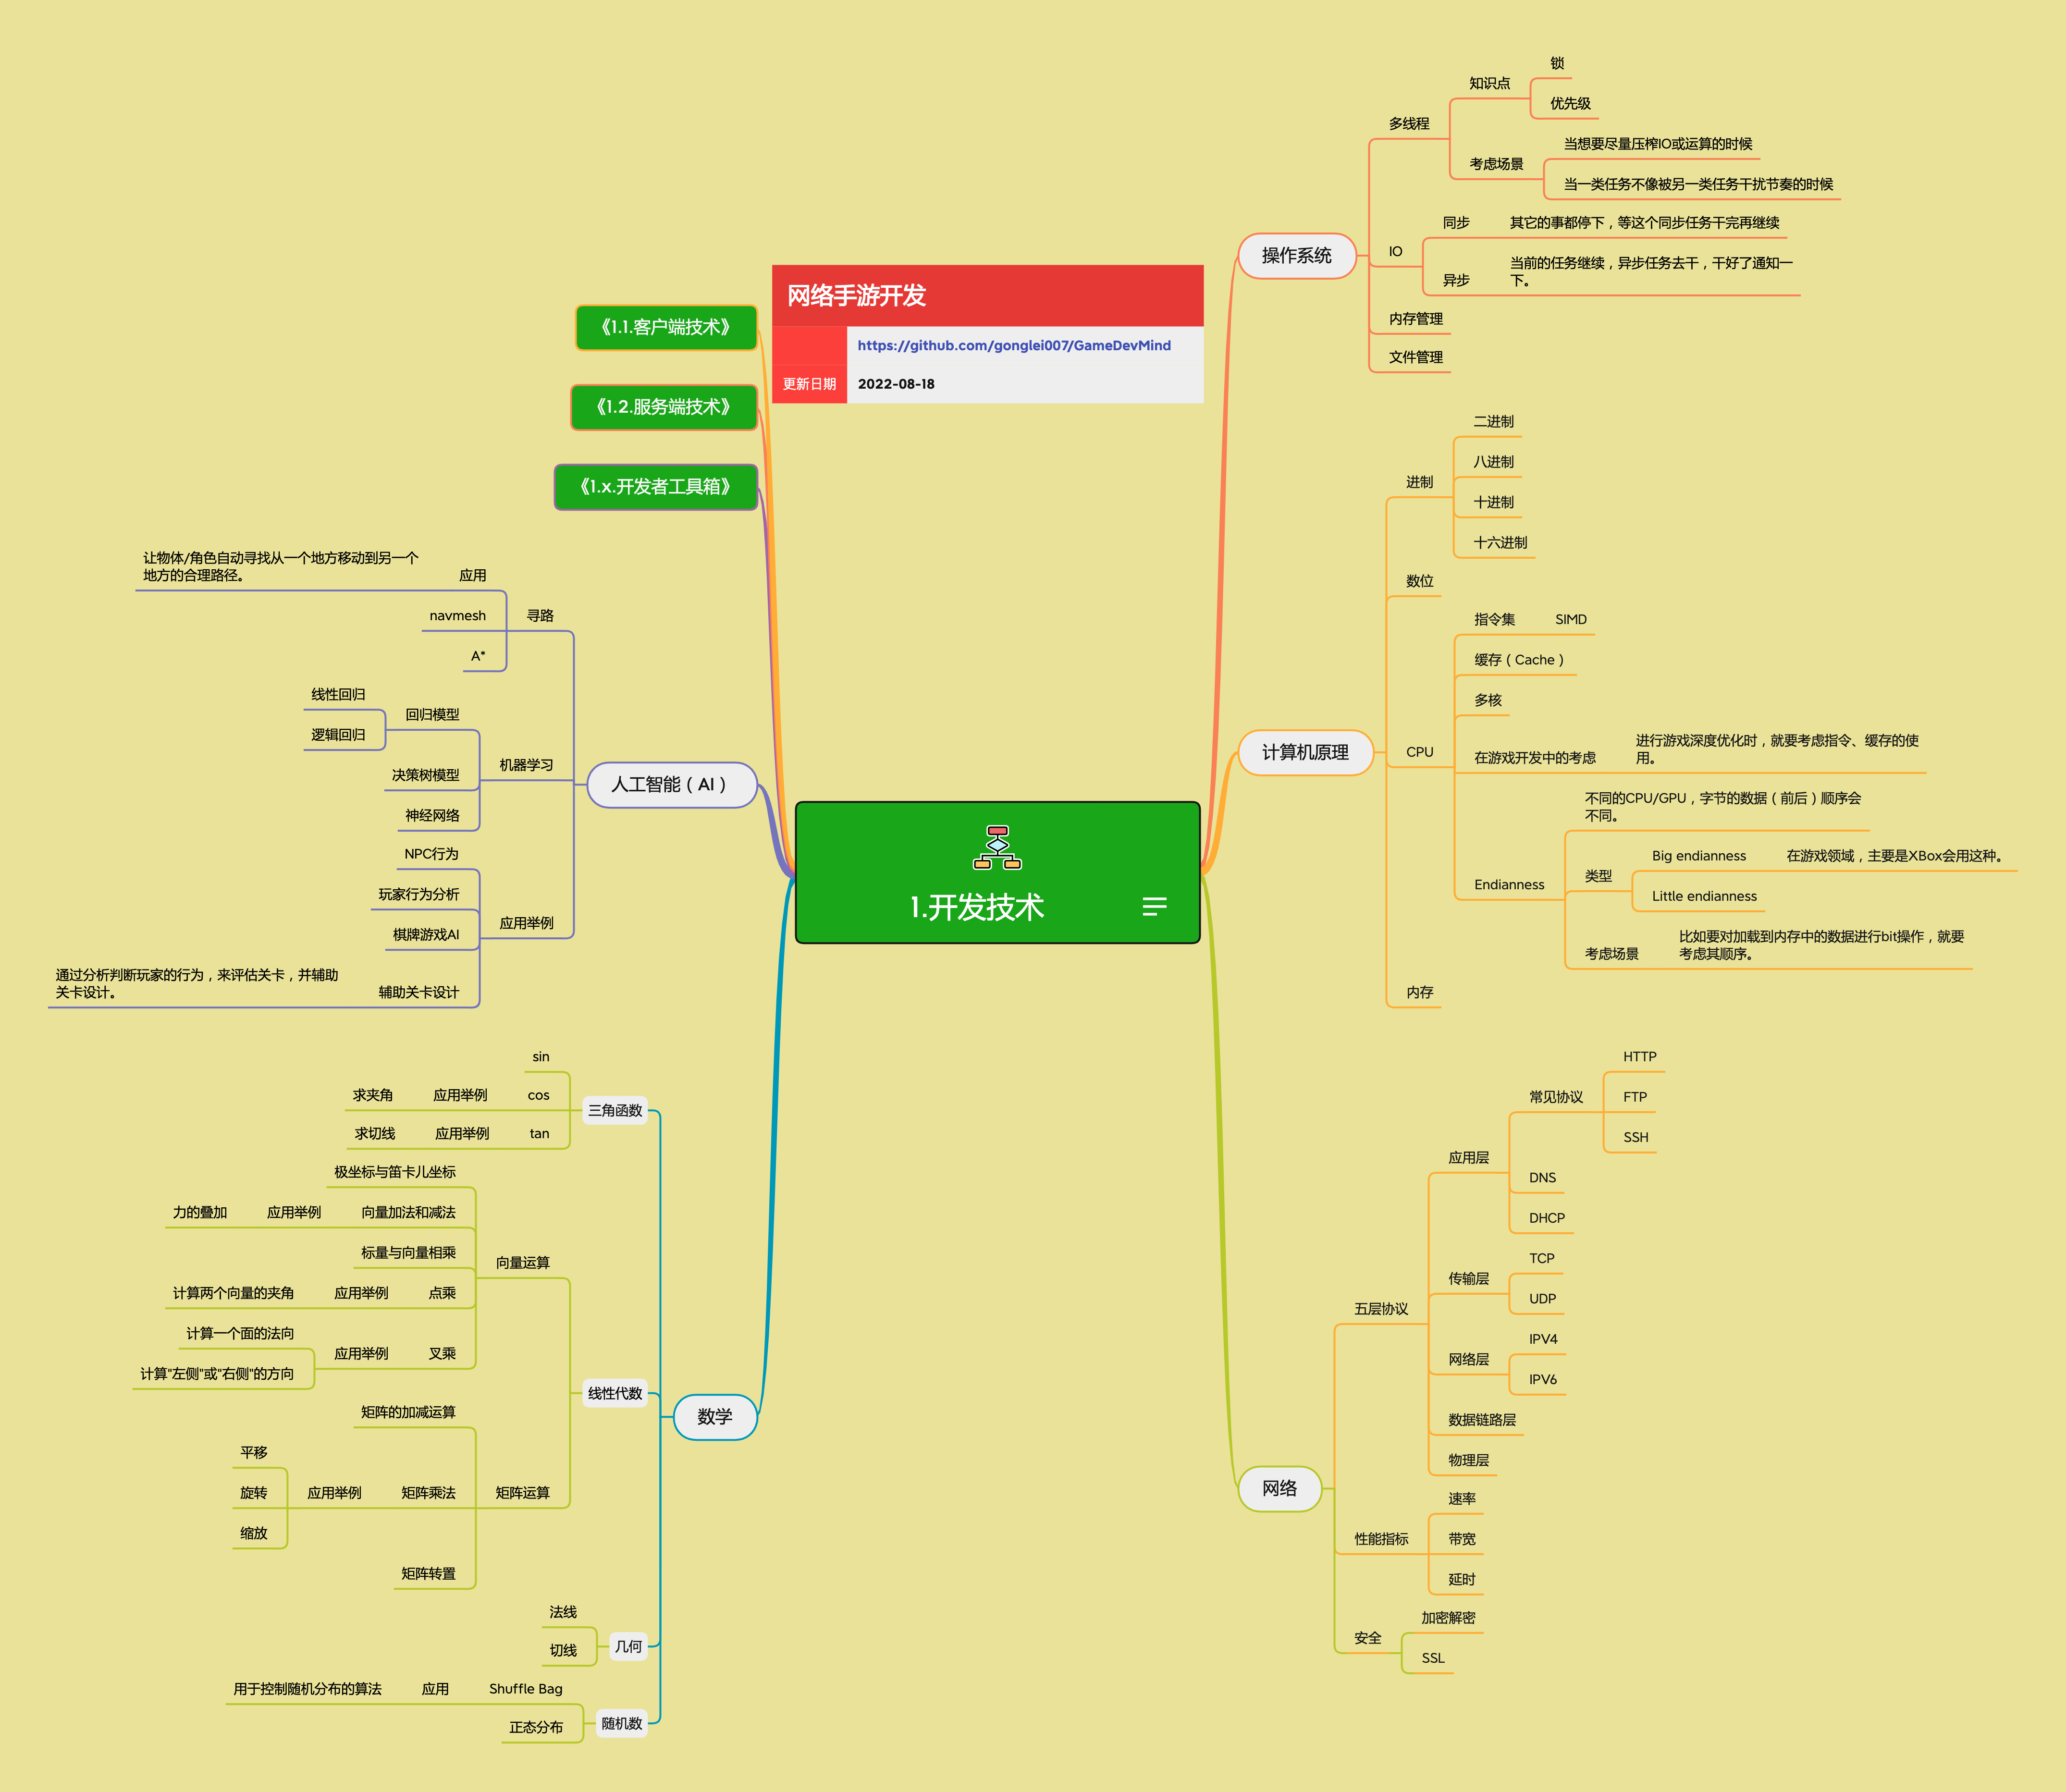 网络手游开发
https://github.com/gonglei007/GameDevMind
更新日期
2022-08-18
1.开发技术
操作系统
多线程
知识点
锁
优先级
考虑场景
当想要尽量压榨IO或运算的时候
当一类任务不像被另一类任务干扰节奏的时候
IO
同步
其它的事都停下，等这个同步任务干完再继续
异步
当前的任务继续，异步任务去干，干好了通知一
下。
内存管理
文件管理
计算机原理
进制
二进制
八进制
十进制
十六进制
数位
CPU
指令集
SIMD
缓存（Cache）
多核
在游戏开发中的考虑
进行游戏深度优化时，就要考虑指令、缓存的使
用。
Endianness
不同的CPU/GPU，字节的数据（前后）顺序会
不同。
类型
Big endianness
在游戏领域，主要是XBox会用这种。
Little endianness
考虑场景
比如要对加载到内存中的数据进行bit操作，就要
考虑其顺序。
内存
网络
五层协议
应用层
常见协议
HTTP
FTP
SSH
DNS
DHCP
传输层
TCP
UDP
网络层
IPV4
IPV6
数据链路层
物理层
性能指标
速率
带宽
延时
安全
加密解密
SSL
《1.1.客户端技术》
《1.2.服务端技术》
《1.x.开发者工具箱》
人工智能（AI）
寻路
应用
让物体/角色自动寻找从一个地方移动到另一个
地方的合理路径。
navmesh
A*
机器学习
回归模型
线性回归
逻辑回归
决策树模型
神经网络
应用举例
NPC行为
玩家行为分析
棋牌游戏AI
辅助关卡设计
通过分析判断玩家的行为，来评估关卡，并辅助
关卡设计。
数学
三角函数
sin
cos
应用举例
求夹角
tan
应用举例
求切线
线性代数
向量运算
极坐标与笛卡儿坐标
向量加法和减法
应用举例
力的叠加
标量与向量相乘
点乘
应用举例
计算两个向量的夹角
叉乘
应用举例
计算一个面的法向
计算“左侧”或“右侧”的方向
矩阵运算
矩阵的加减运算
矩阵乘法
应用举例
平移
旋转
缩放
矩阵转置
几何
法线
切线
随机数
Shuffle Bag
应用
用于控制随机分布的算法
正态分布